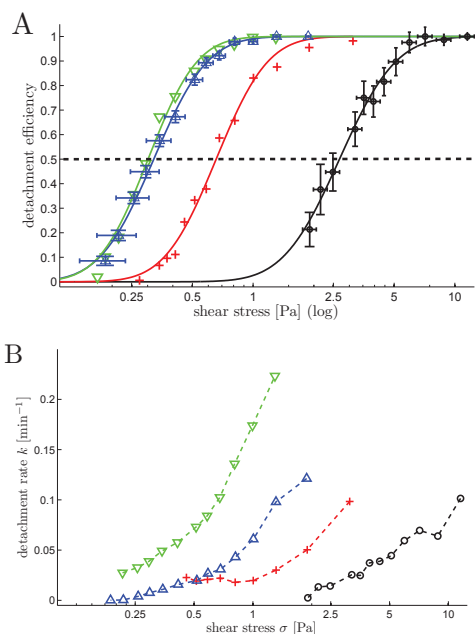 A
detachment efficiency
1
0.9
0.8
0.7
0.6
0.5
0.4
0.3
0.2
0.1
0
0.25 0.5 1 2.5 5 10
shear stress [Pa] (log)
B
detachment rate k [min⁻¹]
0.2
0.15
0.1
0.05
0
0.25 0.5 1 2.5 5 10
shear stress σ [Pa]